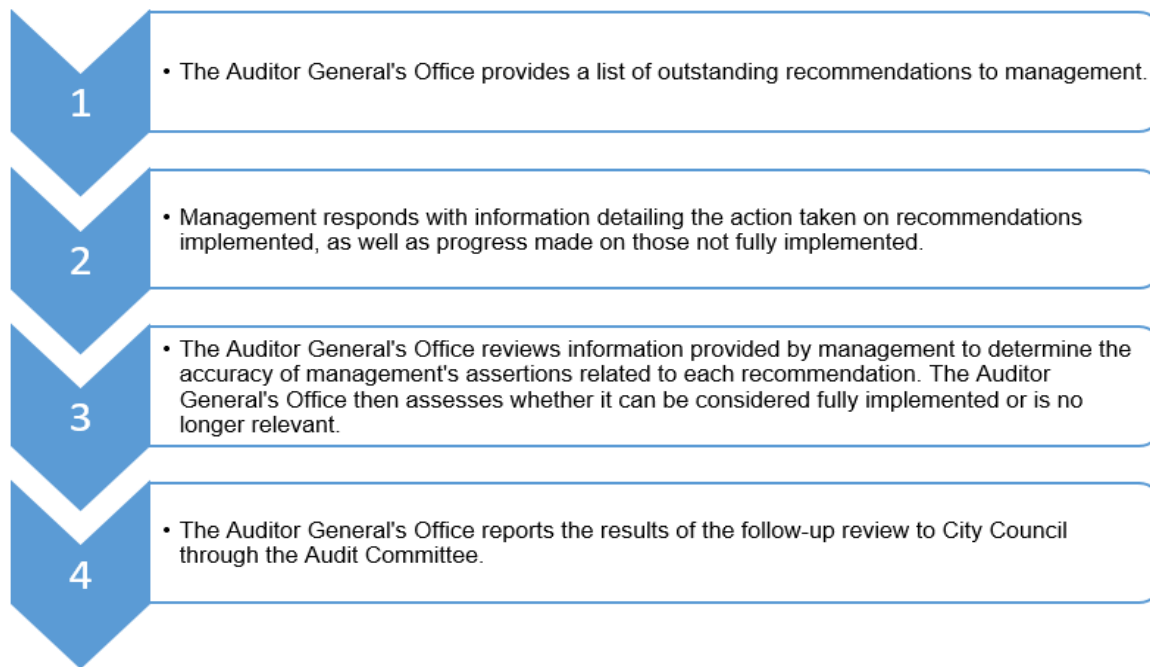 1
• The Auditor General's Office provides a list of outstanding recommendations to management.
2
• Management responds with information detailing the action taken on recommendations
implemented, as well as progress made on those not fully implemented.
3
• The Auditor General's Office reviews information provided by management to determine the
accuracy of management's assertions related to each recommendation. The Auditor
General's Office then assesses whether it can be considered fully implemented or is no
longer relevant.
4
• The Auditor General's Office reports the results of the follow-up review to City Council
through the Audit Committee.